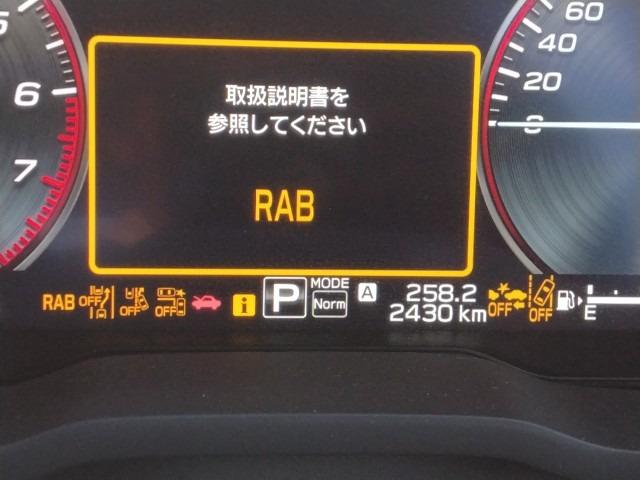 60
40
6
20
7
0
取扱説明書を
参照してください
RAB
RAB
OFF
OFF
OFF
i
P
MODE
Norm
A
258.2
2430 km
OFF
OFF
E